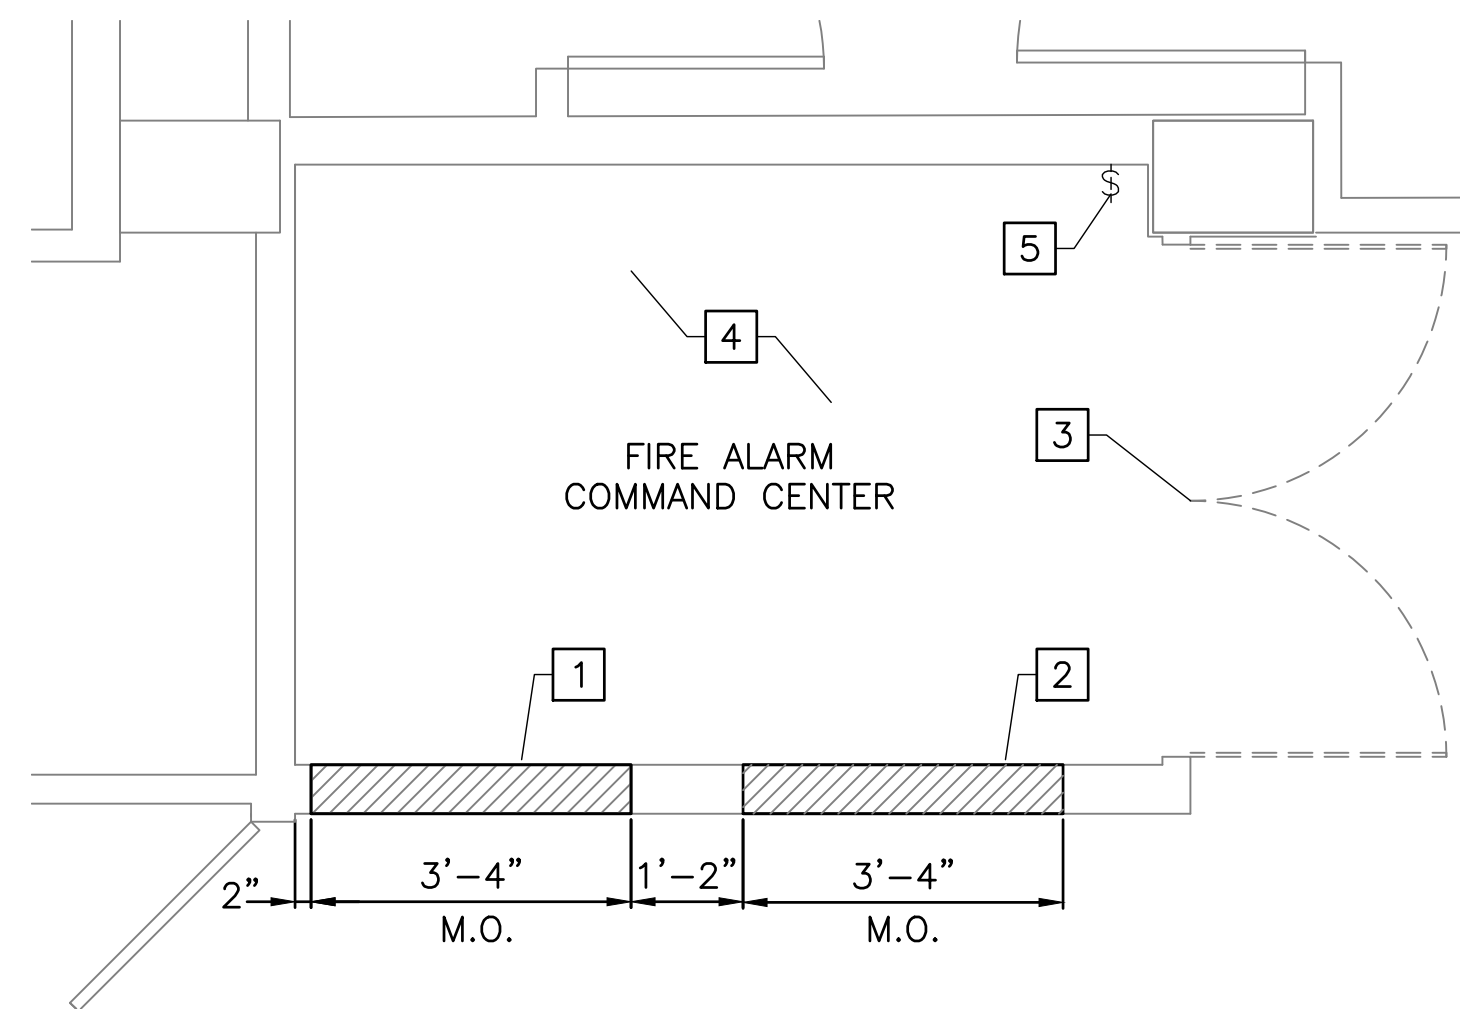 $
5
4
3
FIRE ALARM
COMMAND CENTER
1
2
3'-4"
1'-2"
3'-4"
2"
M.O.
M.O.